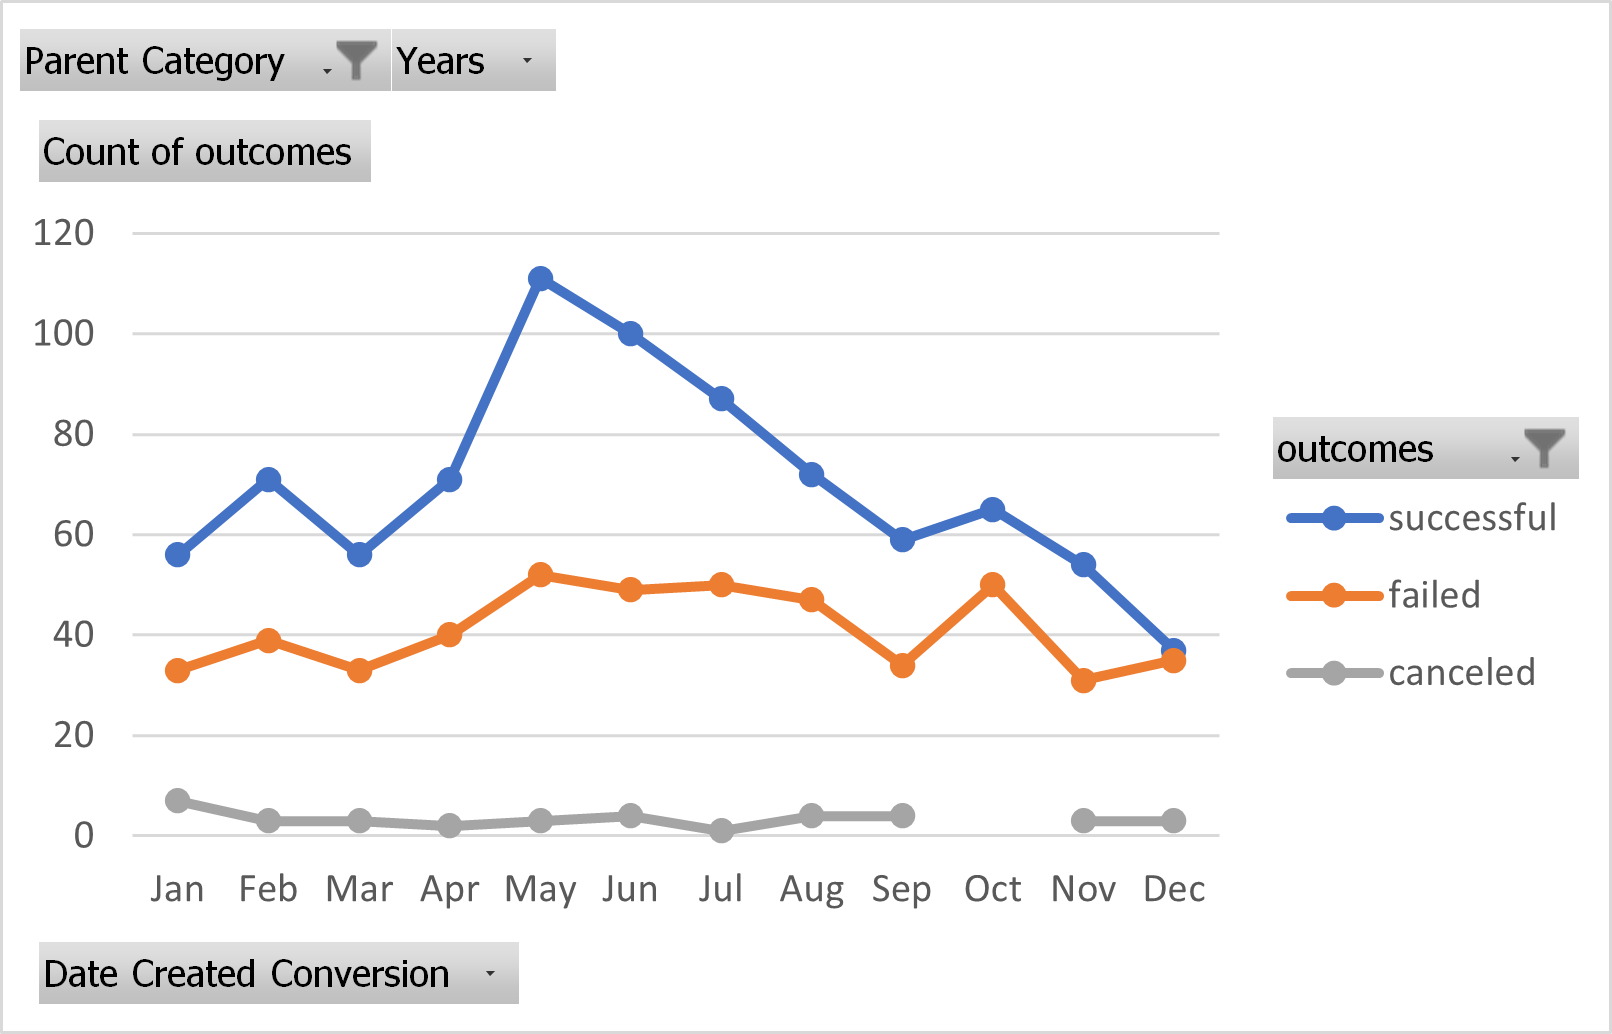 Parent Category Years
Count of outcomes
120
100
80
60
40
20
0
Jan Feb Mar Apr May Jun Jul Aug Sep Oct Nov Dec
outcomes
successful
failed
canceled
Date Created Conversion